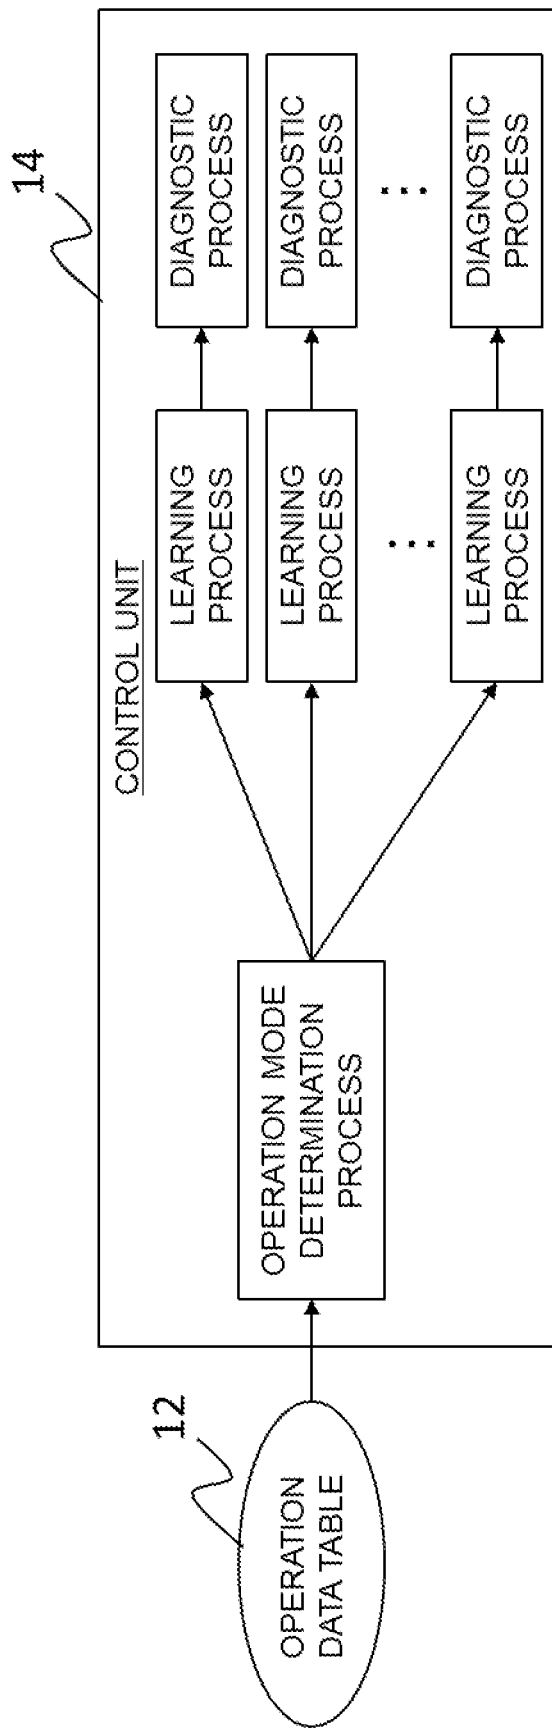 14
CONTROL UNIT
12
OPERATION
DATA TABLE
OPERATION MODE
DETERMINATION
PROCESS
LEARNING
PROCESS
DIAGNOSTIC
PROCESS
LEARNING
PROCESS
DIAGNOSTIC
PROCESS
...
...
LEARNING
PROCESS
DIAGNOSTIC
PROCESS